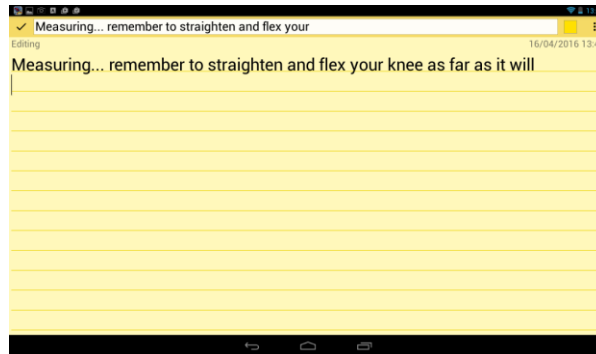 Measuring... remember to straighten and flex your
Editing
16/04/2016 13:4
Measuring... remember to straighten and flex your knee as far as it will